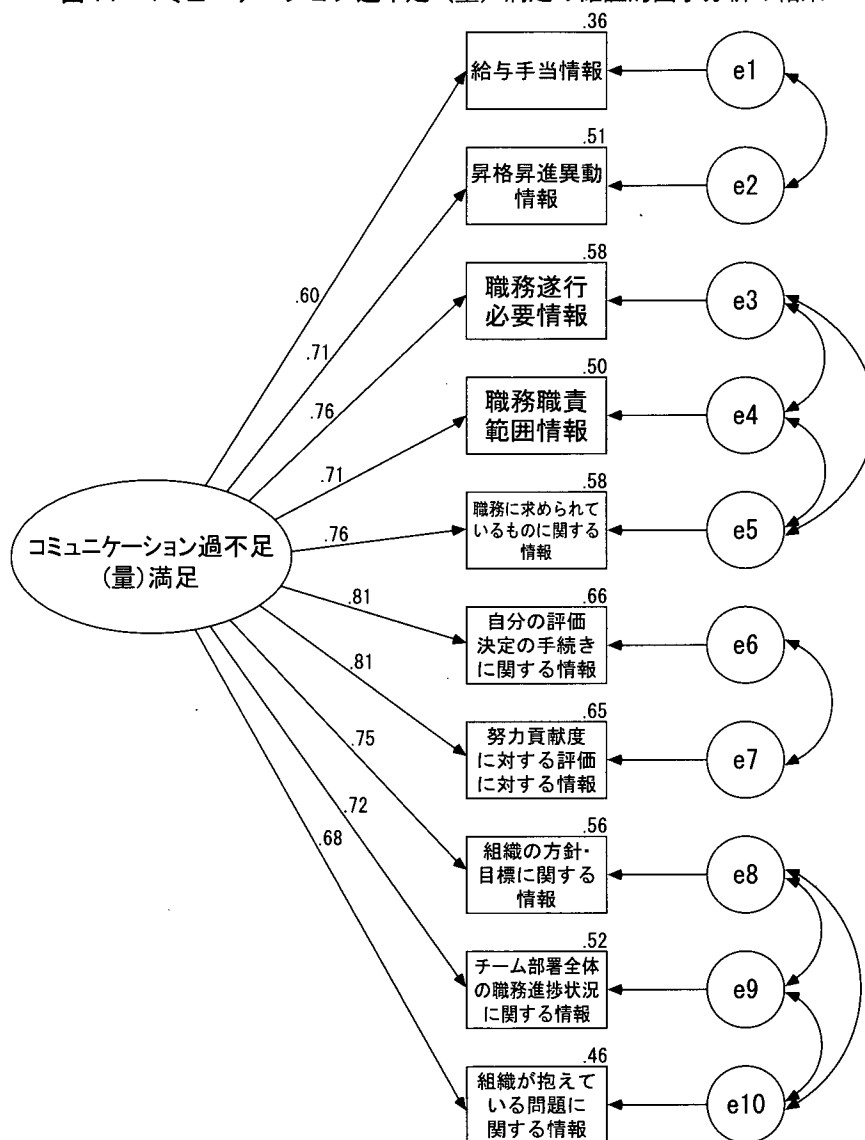 .36
給与手当情報
e1
.51
昇格昇進異動
情報
e2
.58
職務遂行
必要情報
e3
.60
.71
.50
職務職責
範囲情報
e4
.76
.71
.58
職務に求められて
いるものに関する
情報
e5
.76
コミュニケーション過不足
(量)満足
.81
.66
自分の評価
決定の手続き
に関する情報
e6
.81
.65
努力貢献度
に対する評価
に対する情報
e7
.75
.72
.68
.56
組織の方針・
目標に関する
情報
e8
.52
チーム部署全体
の職務進捗状況
に関する情報
e9
.46
組織が抱えて
いる問題に
関する情報
e10